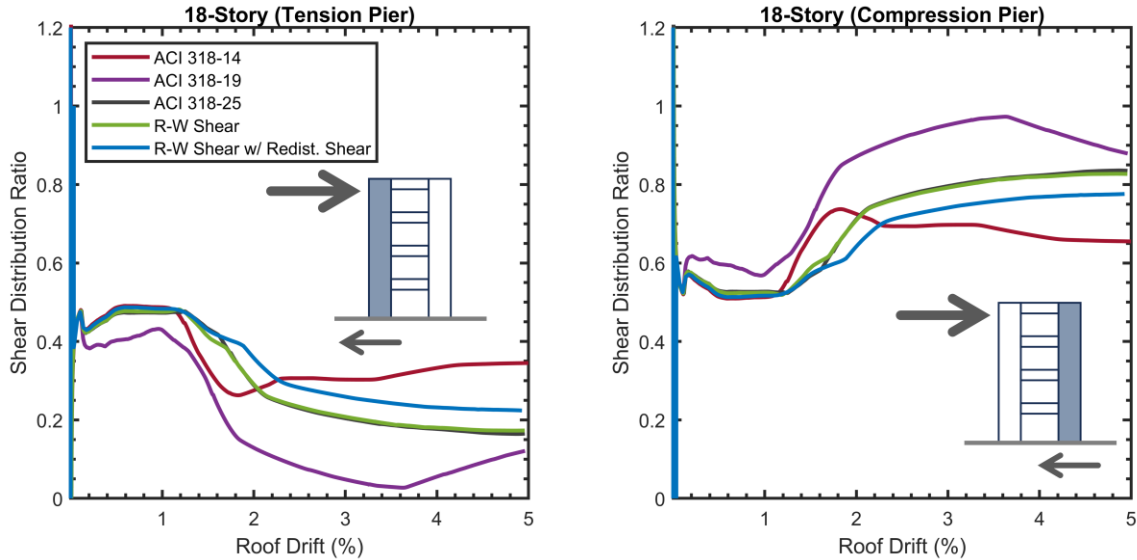 18-Story (Tension Pier)
1.2
1
0.8
0.6
0.4
0.2
0
Shear Distribution Ratio
ACI 318-14
ACI 318-19
ACI 318-25
R-W Shear
R-W Shear w/ Redist. Shear
1 2 3 4 5
Roof Drift (%)
18-Story (Compression Pier)
1.2
1
0.8
0.6
0.4
0.2
0
Shear Distribution Ratio
1 2 3 4 5
Roof Drift (%)